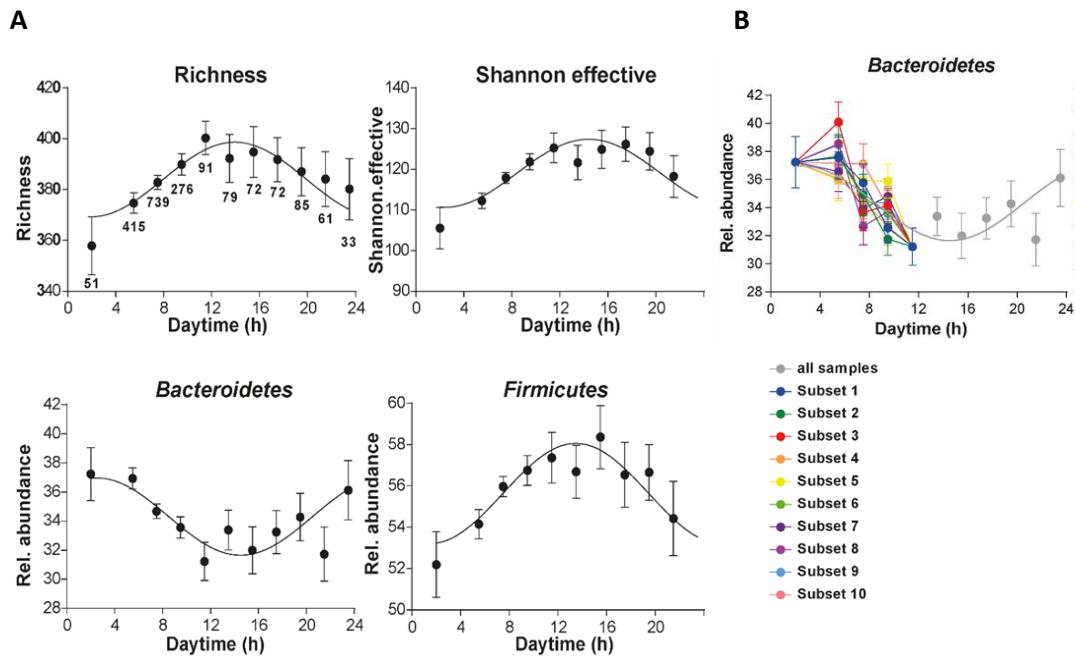 A
B
Richness
Richness
420
400
380
360
340
51
415
739
276
91
79
72
72
85
61
33
0 4 8 12 16 20 24
Daytime (h)
Shannon effective
Shannon.effective
140
130
120
110
100
90
0 4 8 12 16 20
Daytime (h)
Bacteroidetes
Rel. abundance
42
40
38
36
34
32
30
28
0 4 8 12 16 20 24
Daytime (h)
all samples
Subset 1
Subset 2
Subset 3
Subset 4
Subset 5
Subset 6
Subset 7
Subset 8
Subset 9
Subset 10
Bacteroidetes
Rel. abundance
42
40
38
36
34
32
30
28
0 4 8 12 16 20 24
Daytime (h)
Firmicutes
Rel. abundance
60
58
56
54
52
50
0 4 8 12 16 20
Daytime (h)